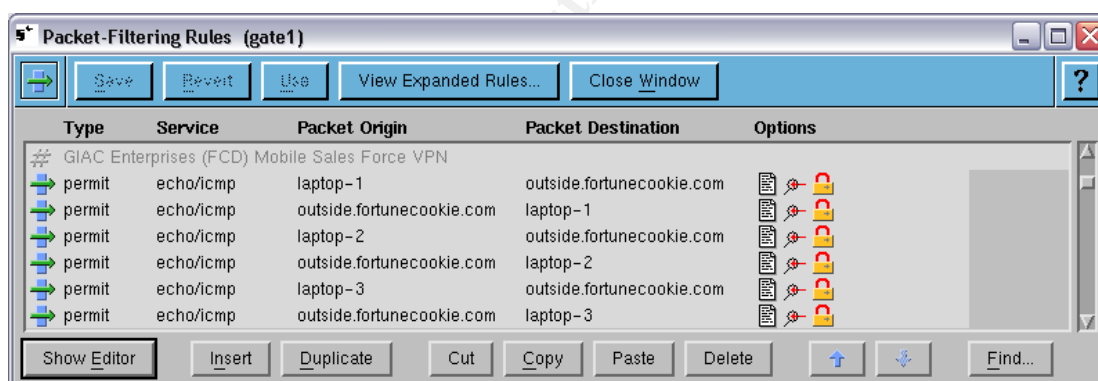 Packet-Filtering Rules (gate1)
Save Revert Use View Expanded Rules... Close Window ?
Type Service Packet Origin Packet Destination Options
# GIAC Enterprises (FCD) Mobile Sales Force VPN
permit echo/icmp laptop-1 outside.fortunecookie.com
permit echo/icmp outside.fortunecookie.com laptop-1
permit echo/icmp laptop-2 outside.fortunecookie.com
permit echo/icmp outside.fortunecookie.com laptop-2
permit echo/icmp laptop-3 outside.fortunecookie.com
permit echo/icmp outside.fortunecookie.com laptop-3
Show Editor Insert Duplicate Cut Copy Paste Delete Find...